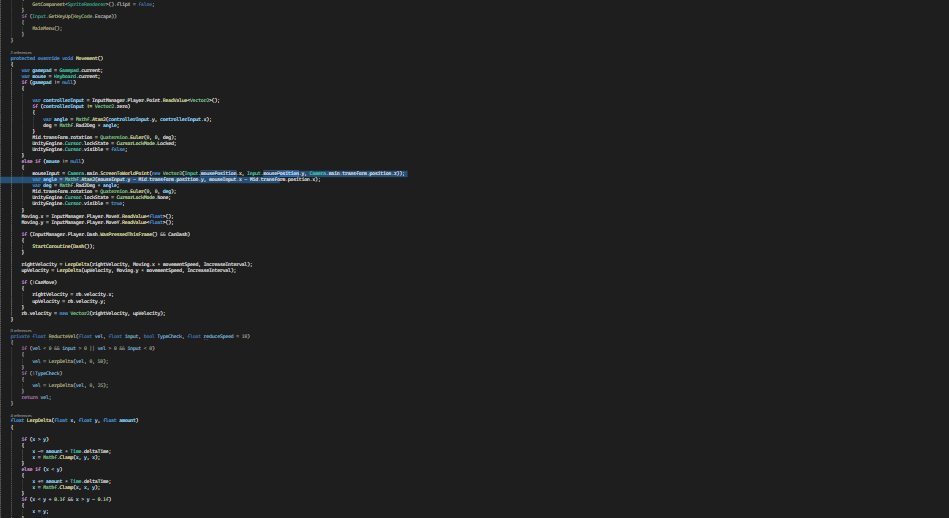 GetComponent<SpriteRenderer>().flipX = false;
}
if (Input.GetKeyUp(KeyCode.Escape))
{
MainMenu();
}
}
protected override void Movement()
{
var gamepad = Gamepad.current;
var mouse = Keyboard.current;
if (gamepad != null)
{
var controllerInput = InputManager.Player.Point.ReadValue<Vector2>();
if (controllerInput != Vector2.zero)
{
var angle = Mathf.Atan2(controllerInput.y, controllerInput.x);
deg = Mathf.Rad2Deg * angle;
}
Mid.transform.rotation = Quaternion.Euler(0, 0, deg);
UnityEngine.Cursor.lockState = CursorLockMode.Locked;
UnityEngine.Cursor.visible = false;
}
else if (mouse != null)
{
mouseInput = Camera.main.ScreenToWorldPoint(new Vector3(Input.mousePosition.x, Input.mousePosition.y, Camera.main.transform.position.z));
var angle = Mathf.Atan2(mouseInput.y - Mid.transform.position.y, mouseInput.x - Mid.transform.position.x);
var deg = Mathf.Rad2Deg * angle;
Mid.transform.rotation = Quaternion.Euler(0, 0, deg);
UnityEngine.Cursor.lockState = CursorLockMode.None;
UnityEngine.Cursor.visible = true;
}
Moving.x = InputManager.Player.MoveX.ReadValue<float>();
Moving.y = InputManager.Player.MoveY.ReadValue<float>();
if (InputManager.Player.Dash.WasPressedThisFrame() && CanDash)
{
StartCoroutine(Dash());
}
rightVelocity = LerpDelta(rightVelocity, Moving.x * movementSpeed, IncreaseInterval);
upVelocity = LerpDelta(upVelocity, Moving.y * movementSpeed, IncreaseInterval);
if (!CanMove)
{
rightVelocity = rb.velocity.x;
upVelocity = rb.velocity.y;
}
rb.velocity = new Vector2(rightVelocity, upVelocity);
}
0 references
private float ReducteVel(float vel, float input, bool TypeCheck, float reduceSpeed = 10)
{
if (vel < 0 && input > 0 || vel > 0 && input < 0)
{
vel = LerpDelta(vel, 0, 50);
}
if (!TypeCheck)
{
vel = LerpDelta(vel, 0, 25);
}
return vel;
}
4 references
float LerpDelta(float x, float y, float amount)
{
if (x > y)
{
x -= amount * Time.deltaTime;
x = Mathf.Clamp(x, y, x);
}
else if (x < y)
{
x += amount * Time.deltaTime;
x = Mathf.Clamp(x, x, y);
}
if (x < y + 0.1f && x > y - 0.1f)
{
x = y;